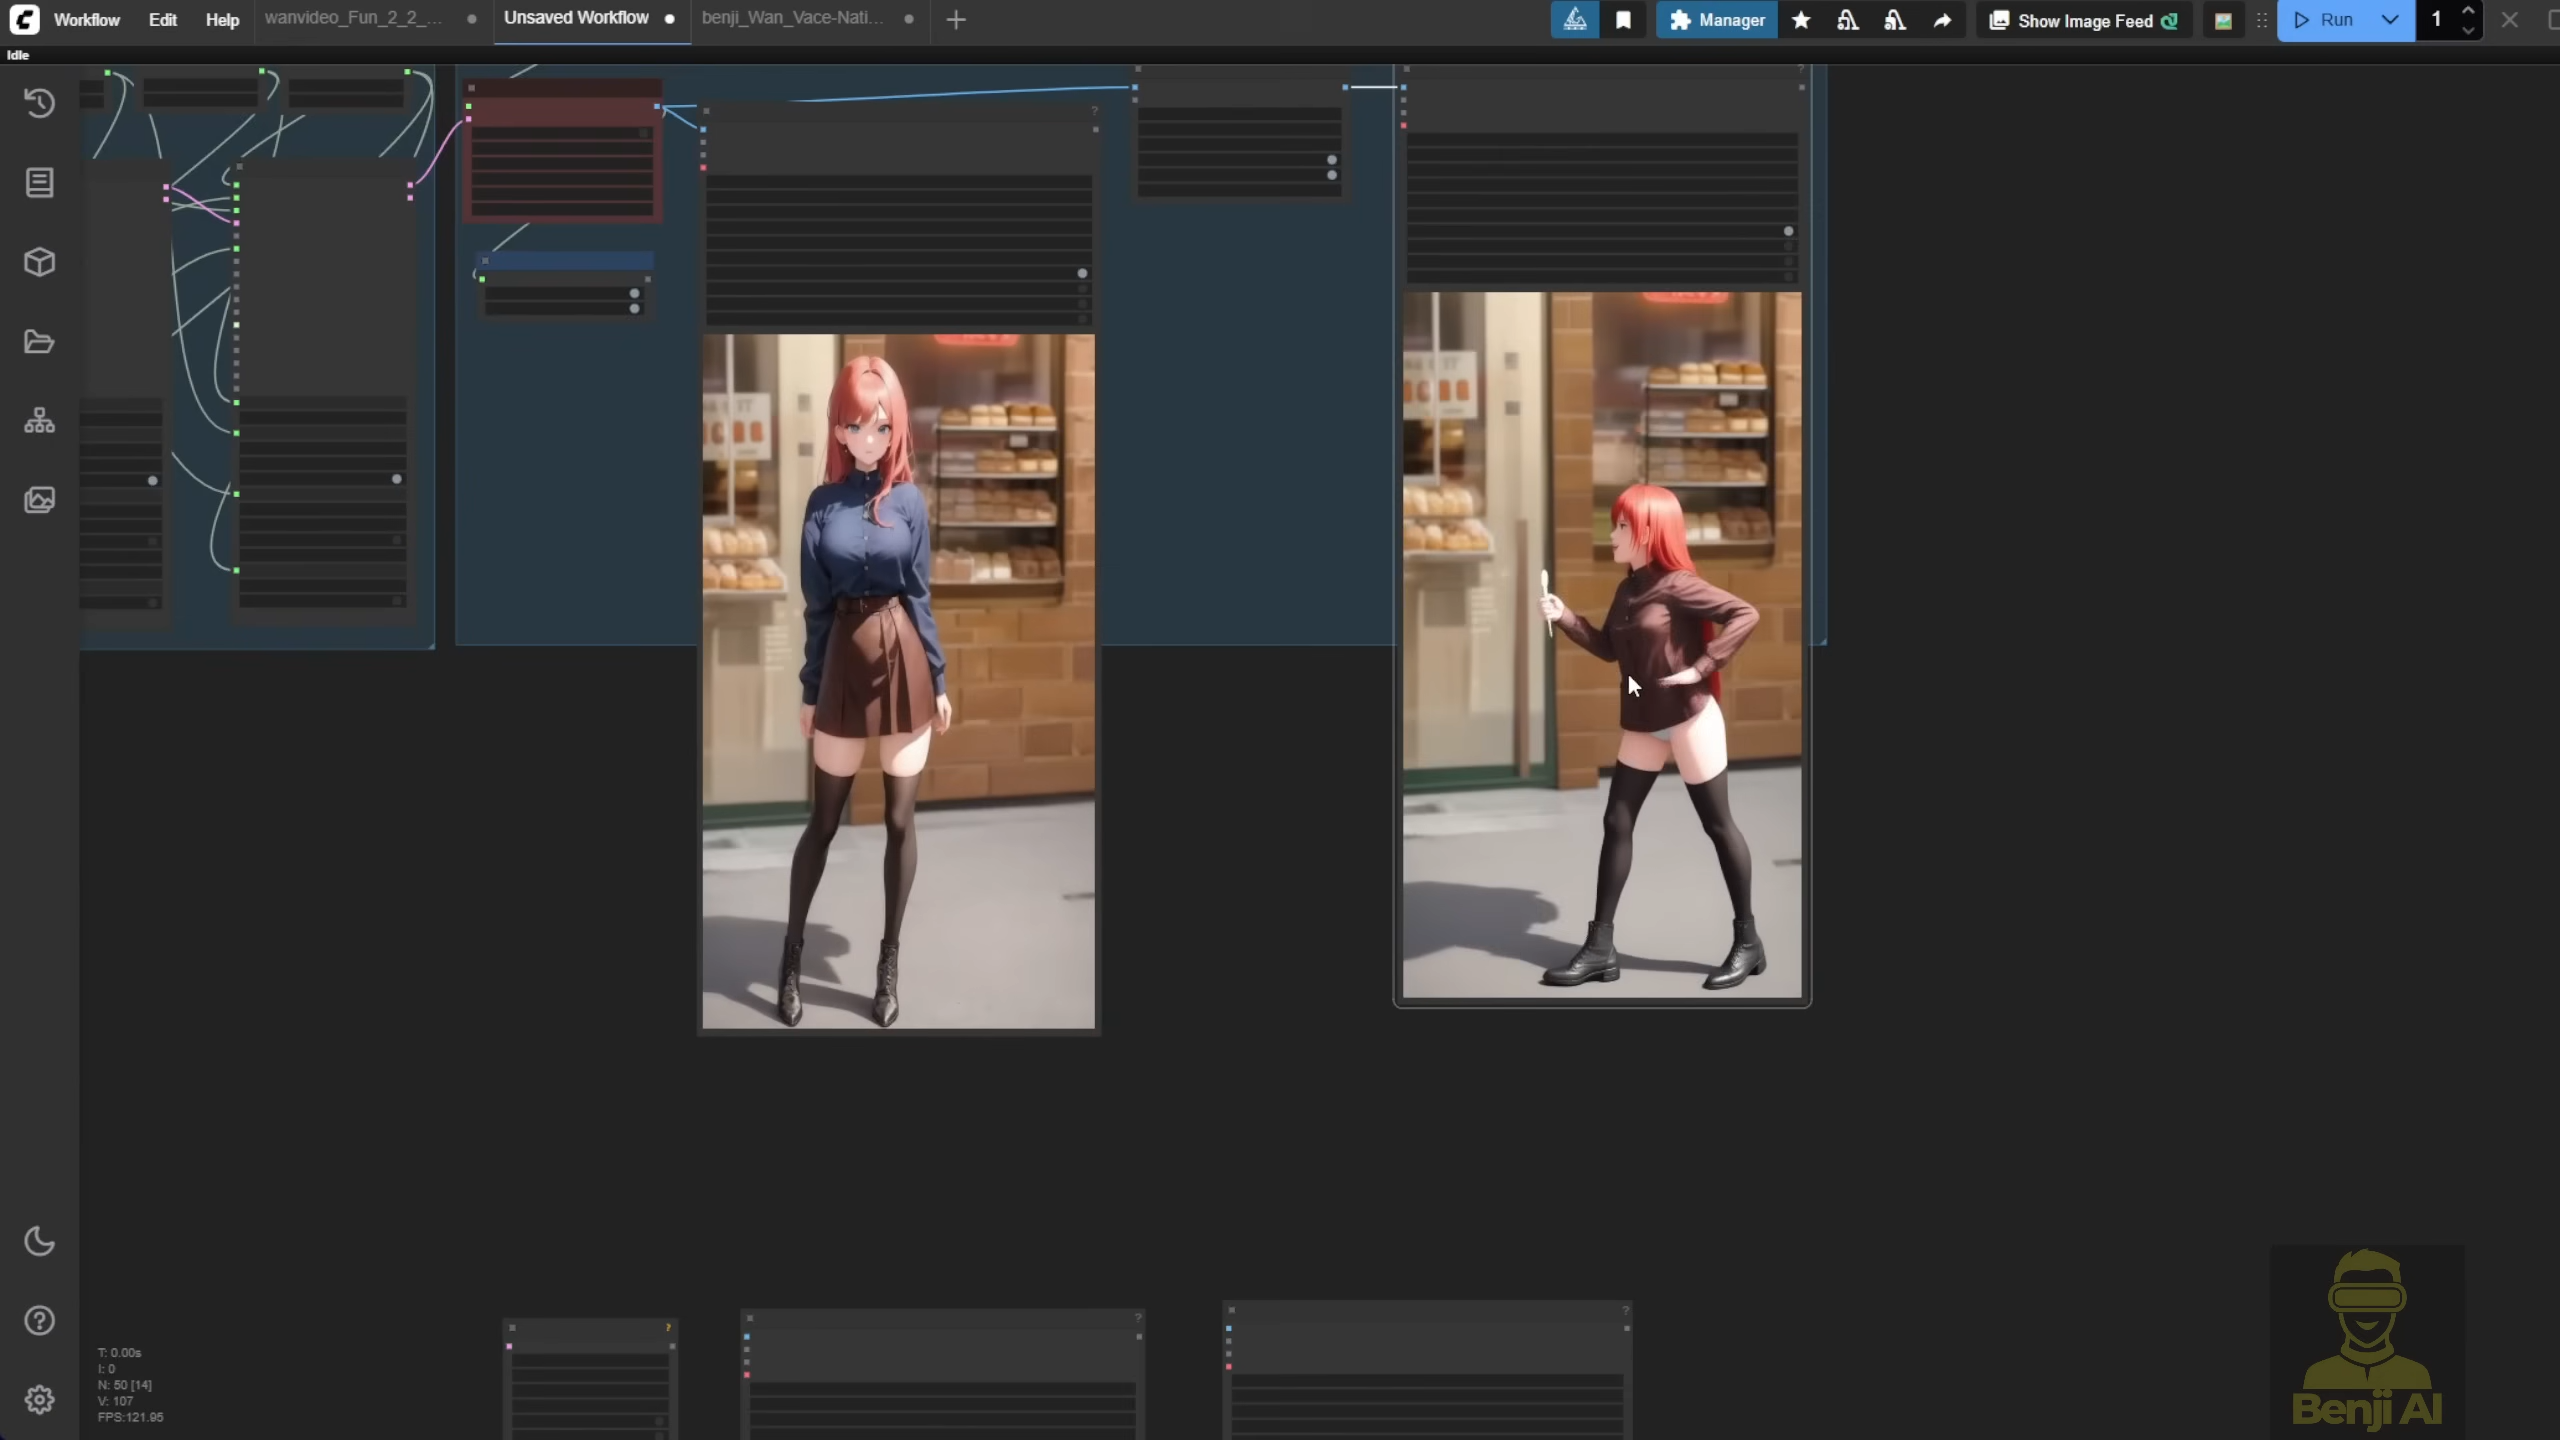 Workflow
Edit
Help
wanvideo_Fun_2_2_...
Unsaved Workflow
benji_Wan_Vace-Nati...
Manager
Show Image Feed
Run
1
Idle
?
?
?
?
?
T: 0.00s
I: 0
N: 50 [14]
V: 107
FPS:121.95
Benji AI